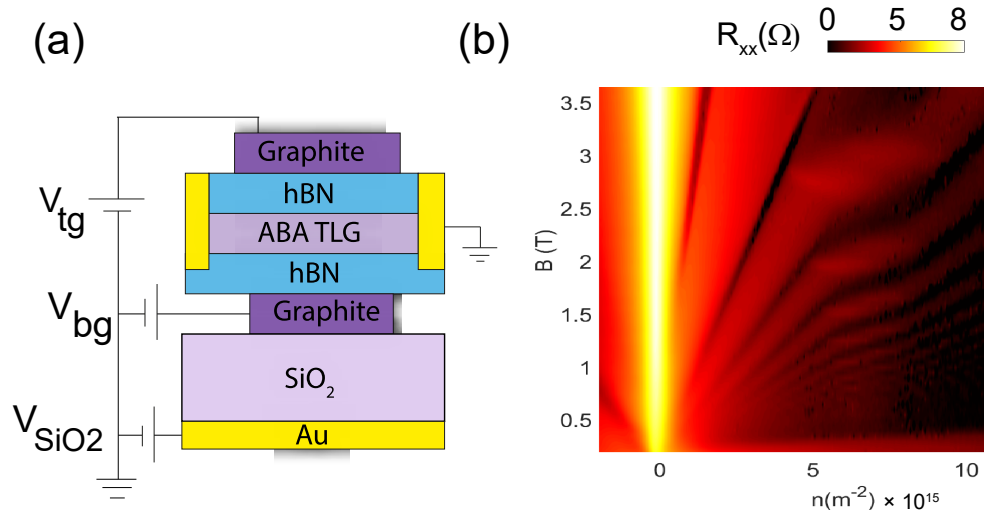 (a)
Graphite
hBN
ABA TLG
hBN
Graphite
SiO2
Au
Vtg
Vbg
VSiO2
(b)
Rxx(Ω)
0 5 8
3.5
3
2.5
2
1.5
1
0.5
B (T)
0 5 10
n(m-2) × 10^15